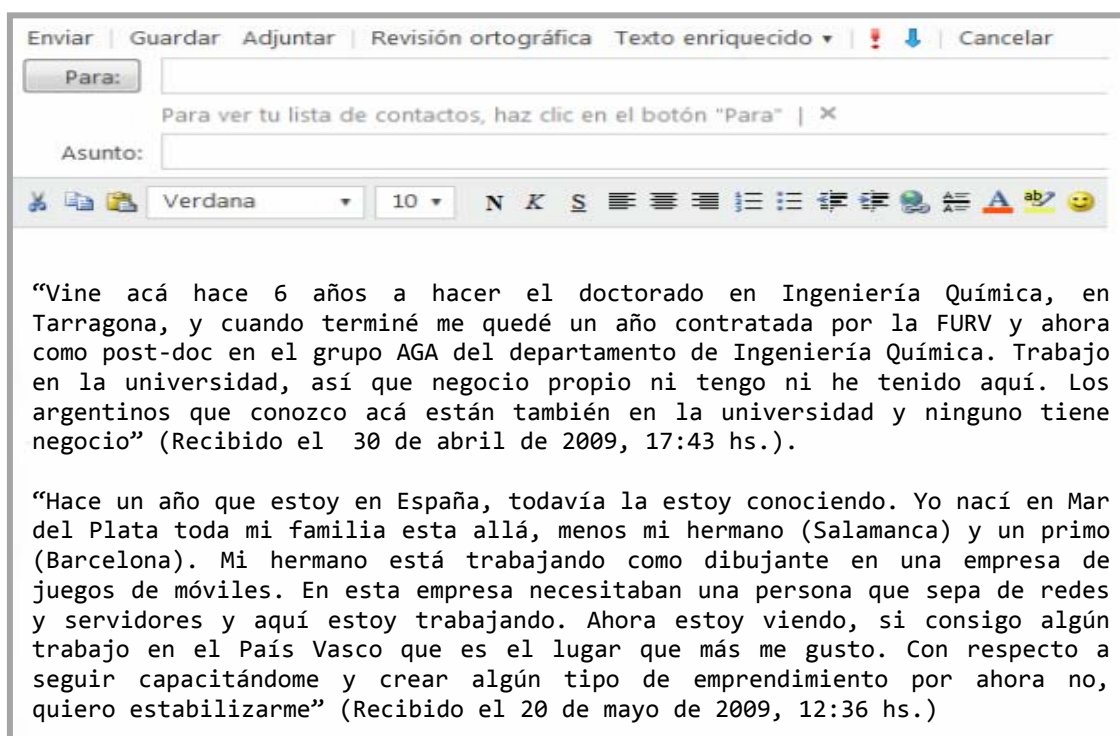 Enviar | Guardar Adjuntar | Revisión ortográfica Texto enriquecido ▾ | ! ⬇ | Cancelar
Para:
Para ver tu lista de contactos, haz clic en el botón "Para" | ✕
Asunto:
Verdana ▾ 10 ▾ N K S A ab
“Vine acá hace 6 años a hacer el doctorado en Ingeniería Química, en
Tarragona, y cuando terminé me quedé un año contratada por la FURV y ahora
como post-doc en el grupo AGA del departamento de Ingeniería Química. Trabajo
en la universidad, así que negocio propio ni tengo ni he tenido aquí. Los
argentinos que conozco acá están también en la universidad y ninguno tiene
negocio” (Recibido el 30 de abril de 2009, 17:43 hs.).
“Hace un año que estoy en España, todavía la estoy conociendo. Yo nací en Mar
del Plata toda mi familia esta allá, menos mi hermano (Salamanca) y un primo
(Barcelona). Mi hermano está trabajando como dibujante en una empresa de
juegos de móviles. En esta empresa necesitaban una persona que sepa de redes
y servidores y aquí estoy trabajando. Ahora estoy viendo, si consigo algún
trabajo en el País Vasco que es el lugar que más me gusto. Con respecto a
seguir capacitándome y crear algún tipo de emprendimiento por ahora no,
quiero estabilizarme” (Recibido el 20 de mayo de 2009, 12:36 hs.)